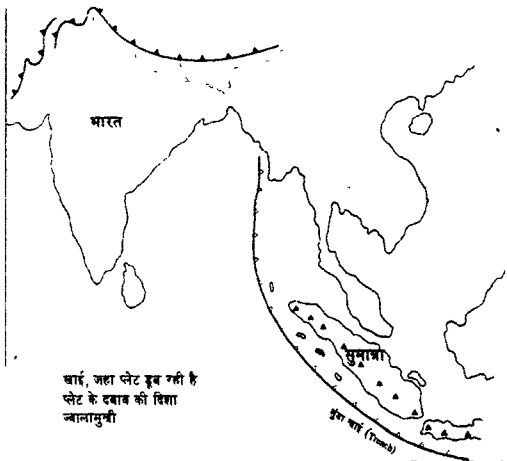 भारत
सुमात्रा
खाई, जहा प्लेट डूब रही है
प्लेट के दबाव की दिशा
ज्वालामुखी
सुंडा खाई (Trench)